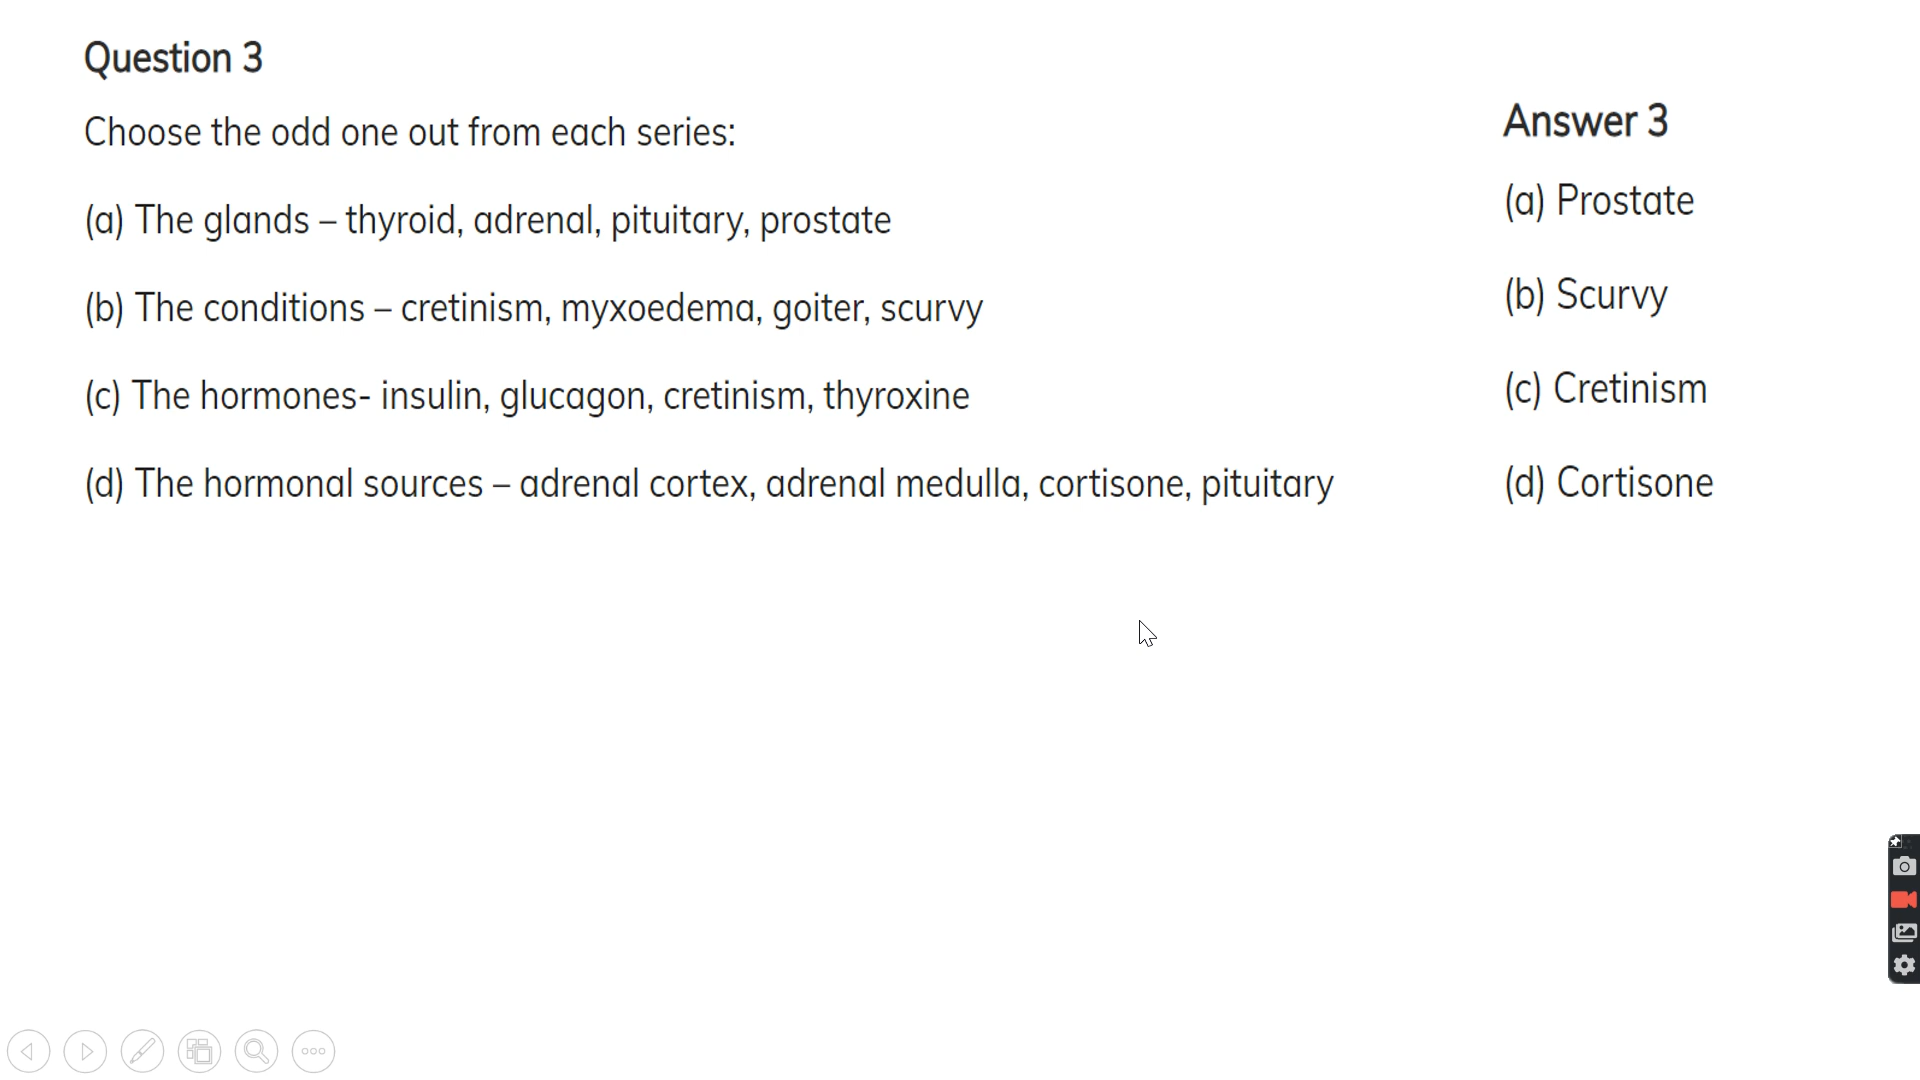 Question 3
Choose the odd one out from each series:
(a) The glands – thyroid, adrenal, pituitary, prostate
(b) The conditions – cretinism, myxoedema, goiter, scurvy
(c) The hormones- insulin, glucagon, cretinism, thyroxine
(d) The hormonal sources – adrenal cortex, adrenal medulla, cortisone, pituitary
Answer 3
(a) Prostate
(b) Scurvy
(c) Cretinism
(d) Cortisone